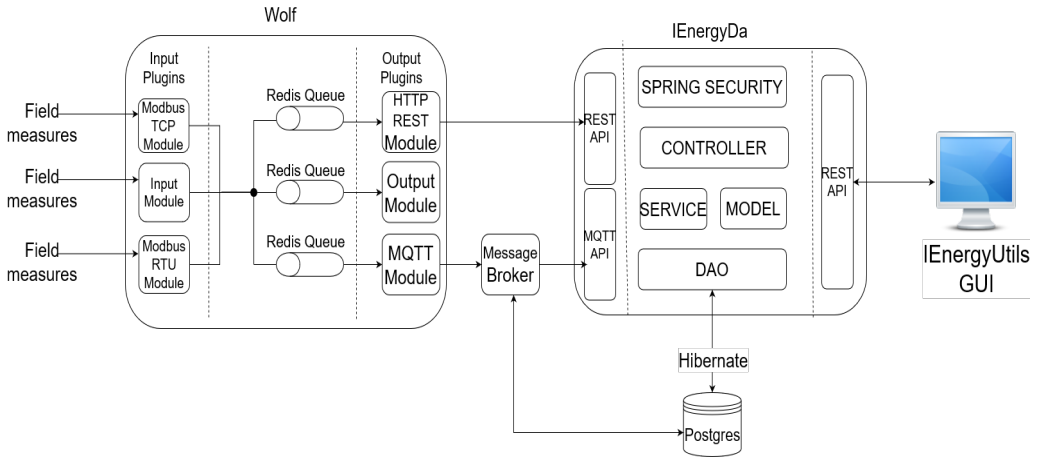 Wolf
IEnergyDa
Input
Plugins
Output
Plugins
Field
measures
Modbus
TCP
Module
Redis Queue
HTTP
REST
Module
Field
measures
Input
Module
Redis Queue
Output
Module
Field
measures
Modbus
RTU
Module
Redis Queue
MQTT
Module
Message
Broker
REST
API
MQTT
API
SPRING SECURITY
CONTROLLER
SERVICE
MODEL
DAO
REST
API
IEnergyUtils
GUI
Hibernate
Postgres